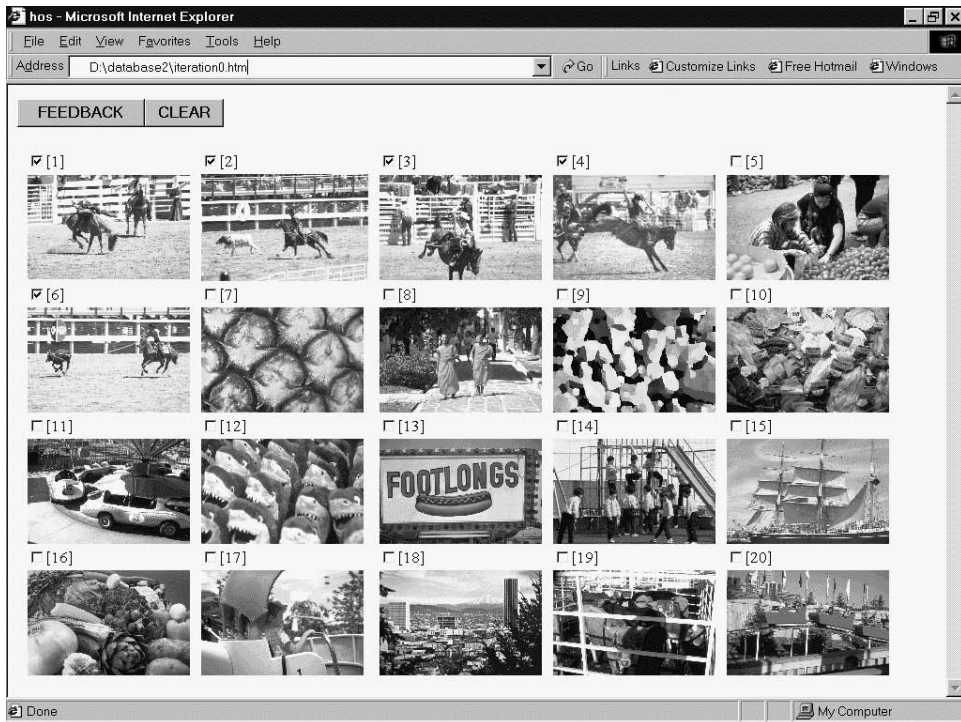 hos - Microsoft Internet Explorer
File Edit View Favorites Tools Help
Address D:\database2\iteration0.htm Go Links Customize Links Free Hotmail Windows
FEEDBACK CLEAR
[1] [2] [3] [4] [5]
[6] [7] [8] [9] [10]
[11] [12] [13] [14] [15]
FOOTLONGS
[16] [17] [18] [19] [20]
Done My Computer